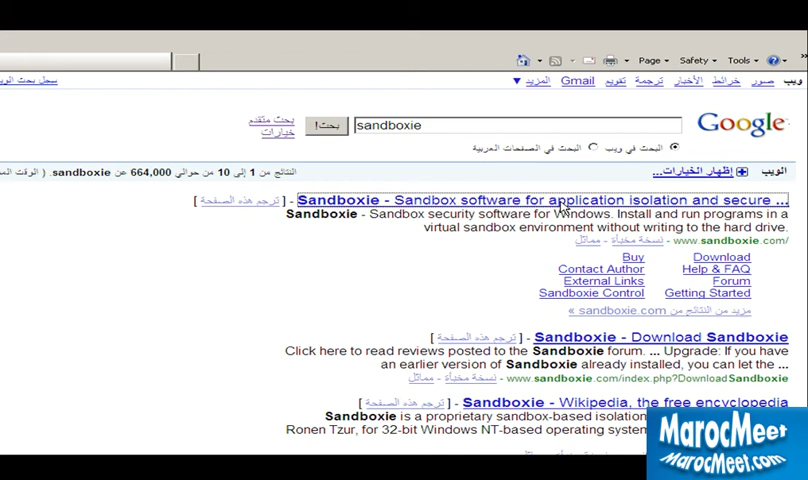 Page Safety Tools
ويب صور خرائط الأخبار ترجمة تقويم Gmail المزيد ▼
Google
sandboxie
بحث!
بحث متقدم
خيارات
البحث في ويب البحث في الصفحات العربية
الويب إظهار الخيارات...
النتائج من 1 إلى 10 من حوالي 664,000 عن sandboxie. (الوقت
Sandboxie - Sandbox software for application isolation and secure ... - [ ترجم هذه الصفحة ]
Sandboxie - Sandbox security software for Windows. Install and run programs in a
virtual sandbox environment without writing to the hard drive.
www.sandboxie.com/ - نسخة مخبأة - مماثل
Buy Download
Contact Author Help & FAQ
External Links Forum
Sandboxie Control Getting Started
مزيد من النتائج من sandboxie.com »
Sandboxie - Download Sandboxie - [ ترجم هذه الصفحة ]
Click here to read reviews posted to the Sandboxie forum. ... Upgrade: If you have
an earlier version of Sandboxie already installed, you can let the ...
www.sandboxie.com/index.php?DownloadSandboxie - نسخة مخبأة - مماثل
Sandboxie - Wikipedia, the free encyclopedia - [ ترجم هذه الصفحة ]
Sandboxie is a proprietary sandbox-based isolation
Ronen Tzur, for 32-bit Windows NT-based operating
MarocMeet
MarocMeet.com